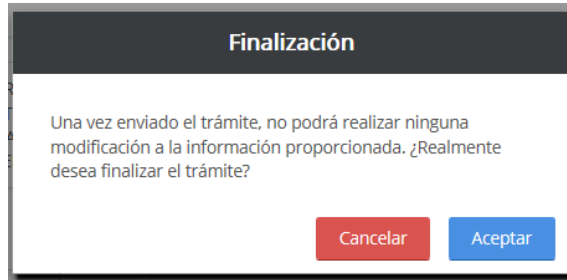 Finalización
Una vez enviado el trámite, no podrá realizar ninguna
modificación a la información proporcionada. ¿Realmente
desea finalizar el trámite?
Cancelar
Aceptar